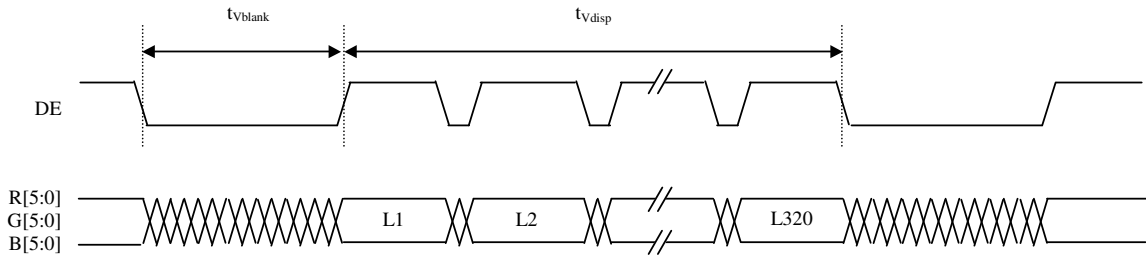 tVblank
tVdisp
DE
R[5:0]
G[5:0]
B[5:0]
L1
L2
L320